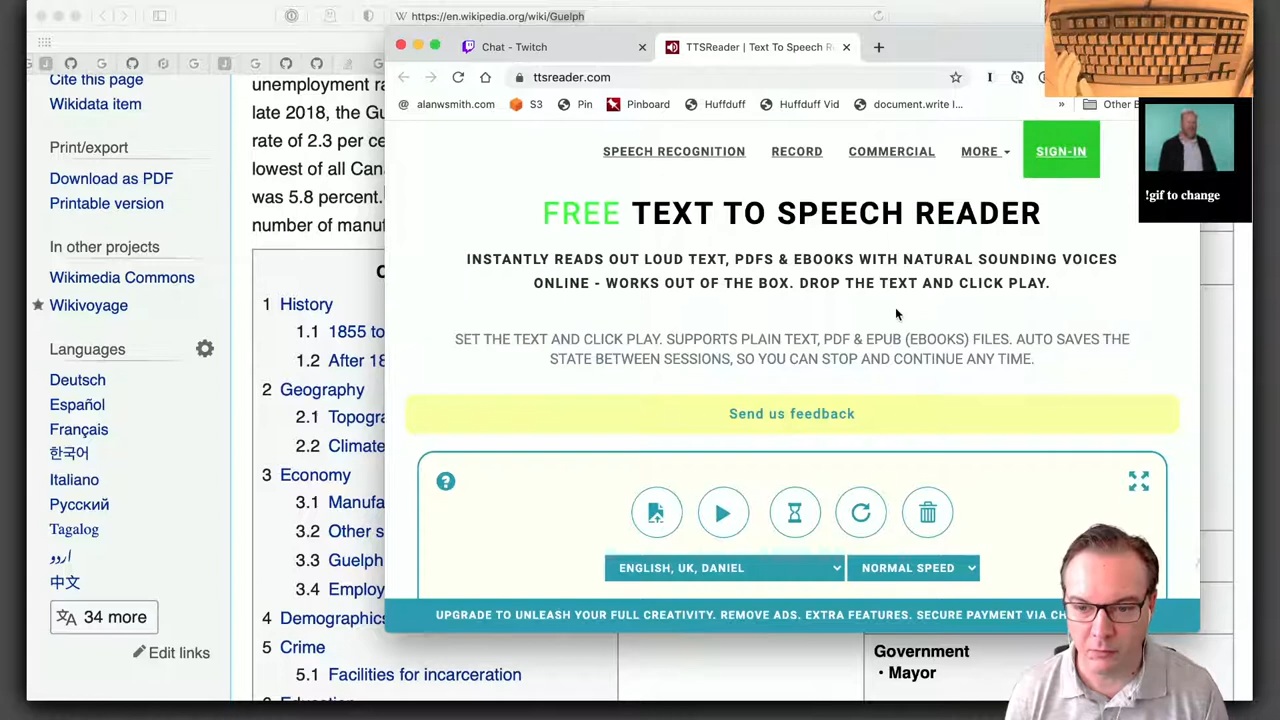 https://en.wikipedia.org/wiki/Guelph
Chat - Twitch
TTSReader | Text To Speech R
ttsreader.com
alanwsmith.com
S3
Pin
Pinboard
Huffduff
Huffduff Vid
document.write I...
»
Other
SPEECH RECOGNITION
RECORD
COMMERCIAL
MORE
SIGN-IN
FREE TEXT TO SPEECH READER
INSTANTLY READS OUT LOUD TEXT, PDFS & EBOOKS WITH NATURAL SOUNDING VOICES
ONLINE - WORKS OUT OF THE BOX. DROP THE TEXT AND CLICK PLAY.
SET THE TEXT AND CLICK PLAY. SUPPORTS PLAIN TEXT, PDF & EPUB (EBOOKS) FILES. AUTO SAVES THE
STATE BETWEEN SESSIONS, SO YOU CAN STOP AND CONTINUE ANY TIME.
Send us feedback
ENGLISH, UK, DANIEL
NORMAL SPEED
UPGRADE TO UNLEASH YOUR FULL CREATIVITY. REMOVE ADS. EXTRA FEATURES. SECURE PAYMENT VIA CH
!gif to change
Cite this page
Wikidata item
Print/export
Download as PDF
Printable version
In other projects
Wikimedia Commons
Wikivoyage
Languages
Deutsch
Español
Français
한국어
Italiano
Русский
Tagalog
اردو
中文
34 more
Edit links
unemployment ra
late 2018, the Gu
rate of 2.3 per ce
lowest of all Can
was 5.8 percent.
number of manuf
C
1 History
1.1 1855 to
1.2 After 18
2 Geography
2.1 Topogr
2.2 Climate
3 Economy
3.1 Manufa
3.2 Other s
3.3 Guelph
3.4 Employ
4 Demographics
5 Crime
5.1 Facilities for incarceration
Government
• Mayor